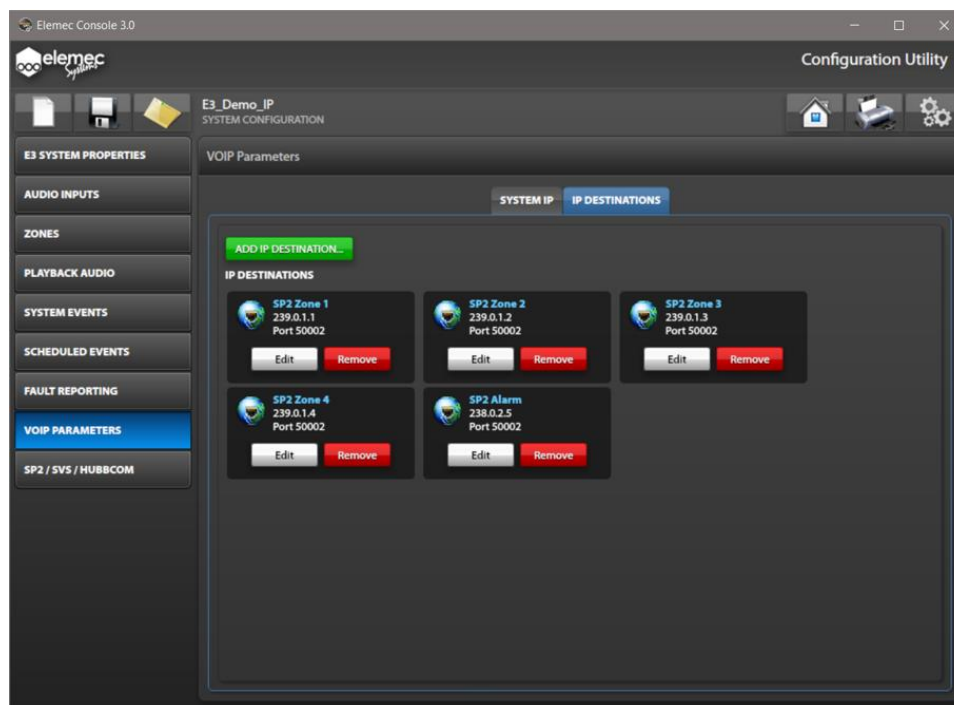 Elemec Console 3.0
elemec
Systems
Configuration Utility
E3_Demo_IP
SYSTEM CONFIGURATION
E3 SYSTEM PROPERTIES
AUDIO INPUTS
ZONES
PLAYBACK AUDIO
SYSTEM EVENTS
SCHEDULED EVENTS
FAULT REPORTING
VOIP PARAMETERS
SP2 / SVS / HUBBCOM
VOIP Parameters
SYSTEM IP
IP DESTINATIONS
ADD IP DESTINATION...
IP DESTINATIONS
SP2 Zone 1
239.0.1.1
Port 50002
Edit
Remove
SP2 Zone 2
239.0.1.2
Port 50002
Edit
Remove
SP2 Zone 3
239.0.1.3
Port 50002
Edit
Remove
SP2 Zone 4
239.0.1.4
Port 50002
Edit
Remove
SP2 Alarm
238.0.2.5
Port 50002
Edit
Remove